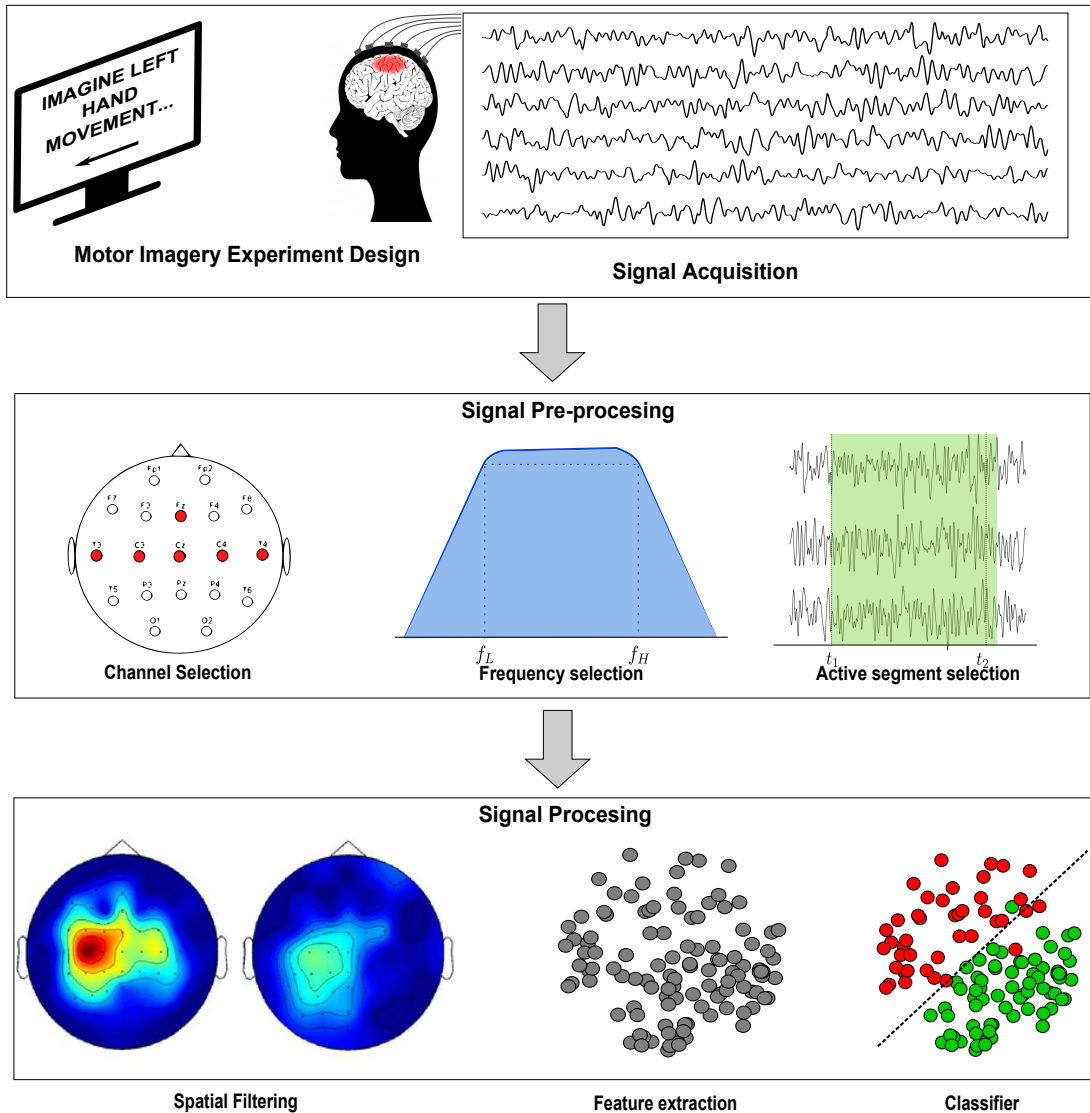 IMAGINE LEFT
HAND
MOVEMENT...
Motor Imagery Experiment Design
Signal Acquisition
Signal Pre-procesing
Fp1 Fp2
F7 F3 Fz F4 F8
T3 C3 Cz C4 T4
T5 P3 Pz P4 T6
O1 O2
Channel Selection
f_L f_H
Frequency selection
t_1 t_2
Active segment selection
Signal Procesing
Spatial Filtering
Feature extraction
Classifier